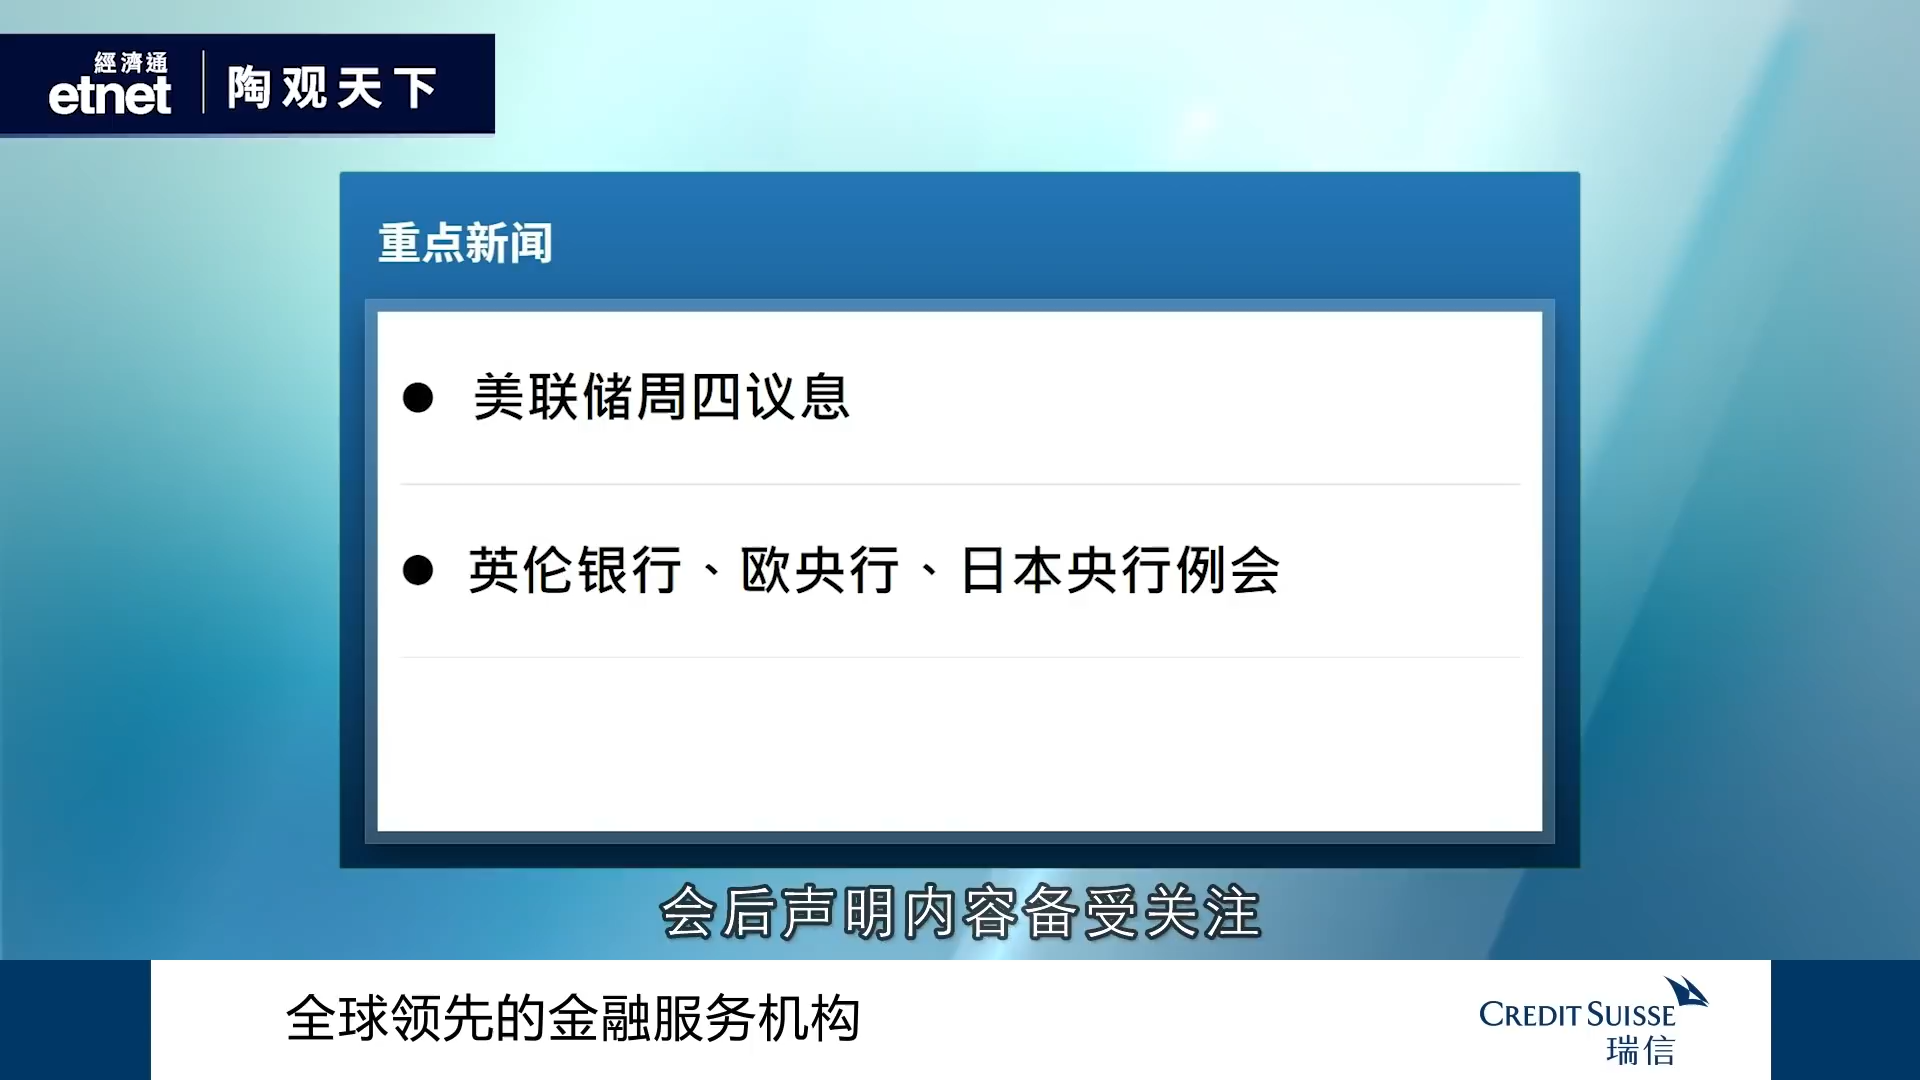 經濟通
etnet
陶观天下
重点新闻
● 美联储周四议息
● 英伦银行、欧央行、日本央行例会
会后声明内容备受关注
全球领先的金融服务机构
CREDIT SUISSE
瑞信